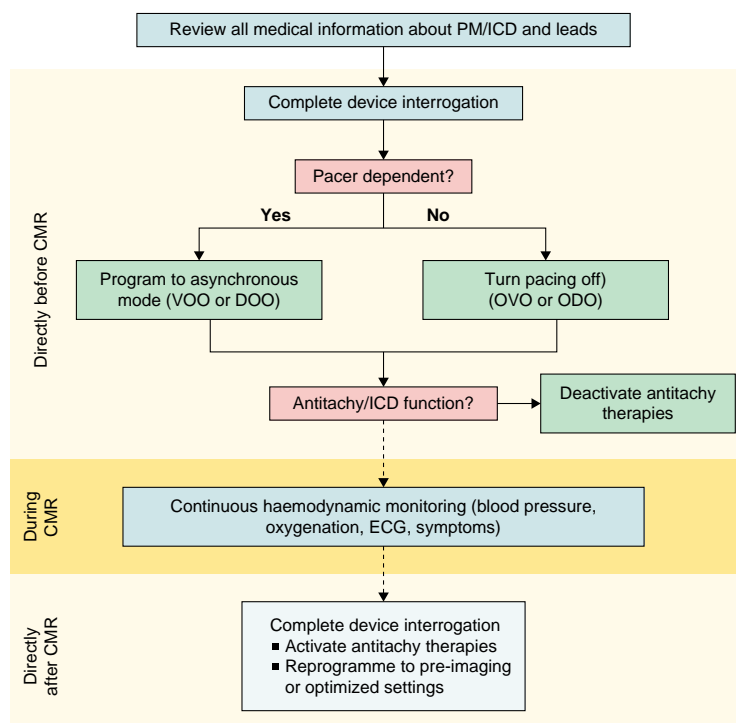 Review all medical information about PM/ICD and leads
Directly before CMR
Complete device interrogation
Pacer dependent?
Yes
No
Program to asynchronous
mode (VOO or DOO)
Turn pacing off)
(OVO or ODO)
Antitachy/ICD function?
Deactivate antitachy
therapies
During
CMR
Continuous haemodynamic monitoring (blood pressure,
oxygenation, ECG, symptoms)
Directly
after CMR
Complete device interrogation
▪ Activate antitachy therapies
▪ Reprogramme to pre-imaging
or optimized settings